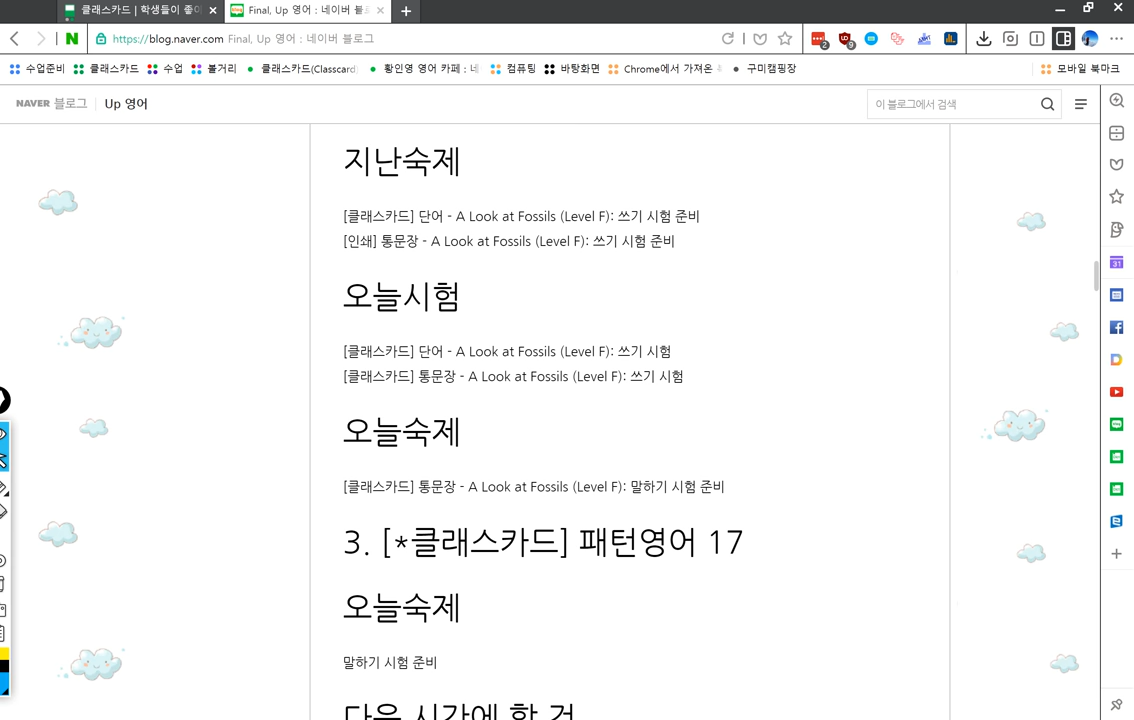 클래스카드 | 학생들이 좋아
Final, Up 영어 : 네이버 블로
N https://blog.naver.com Final, Up 영어 : 네이버 블로그
수업준비 클래스카드 수업 볼거리 클래스카드(Classcard 황인영 영어 카페 ; 네 컴퓨팅 바탕화면 Chrome에서 가져온 구미캠핑장 모바일 북마크
NAVER 블로그 Up 영어 이 블로그에서 검색
지난숙제
[클래스카드] 단어 - A Look at Fossils (Level F): 쓰기 시험 준비
[인쇄] 통문장 - A Look at Fossils (Level F): 쓰기 시험 준비
오늘시험
[클래스카드] 단어 - A Look at Fossils (Level F): 쓰기 시험
[클래스카드] 통문장 - A Look at Fossils (Level F): 쓰기 시험
오늘숙제
[클래스카드] 통문장 - A Look at Fossils (Level F): 말하기 시험 준비
3. [*클래스카드] 패턴영어 17
오늘숙제
말하기 시험 준비
다음 시간에 할 것